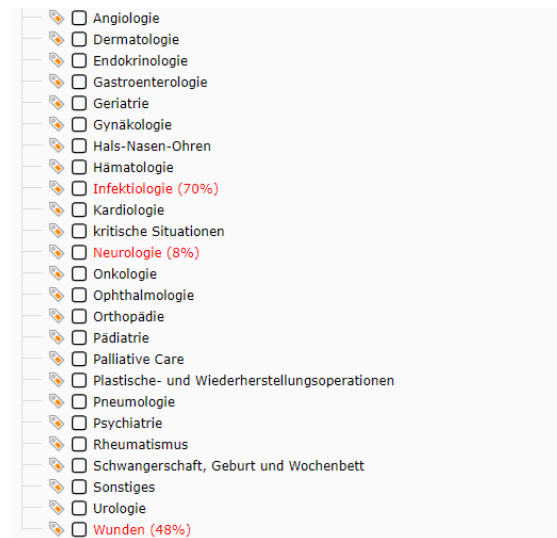 Angiologie
Dermatologie
Endokrinologie
Gastroenterologie
Geriatrie
Gynäkologie
Hals-Nasen-Ohren
Hämatologie
Infektiologie (70%)
Kardiologie
kritische Situationen
Neurologie (8%)
Onkologie
Ophthalmologie
Orthopädie
Pädiatrie
Palliative Care
Plastische- und Wiederherstellungsoperationen
Pneumologie
Psychiatrie
Rheumatismus
Schwangerschaft, Geburt und Wochenbett
Sonstiges
Urologie
Wunden (48%)